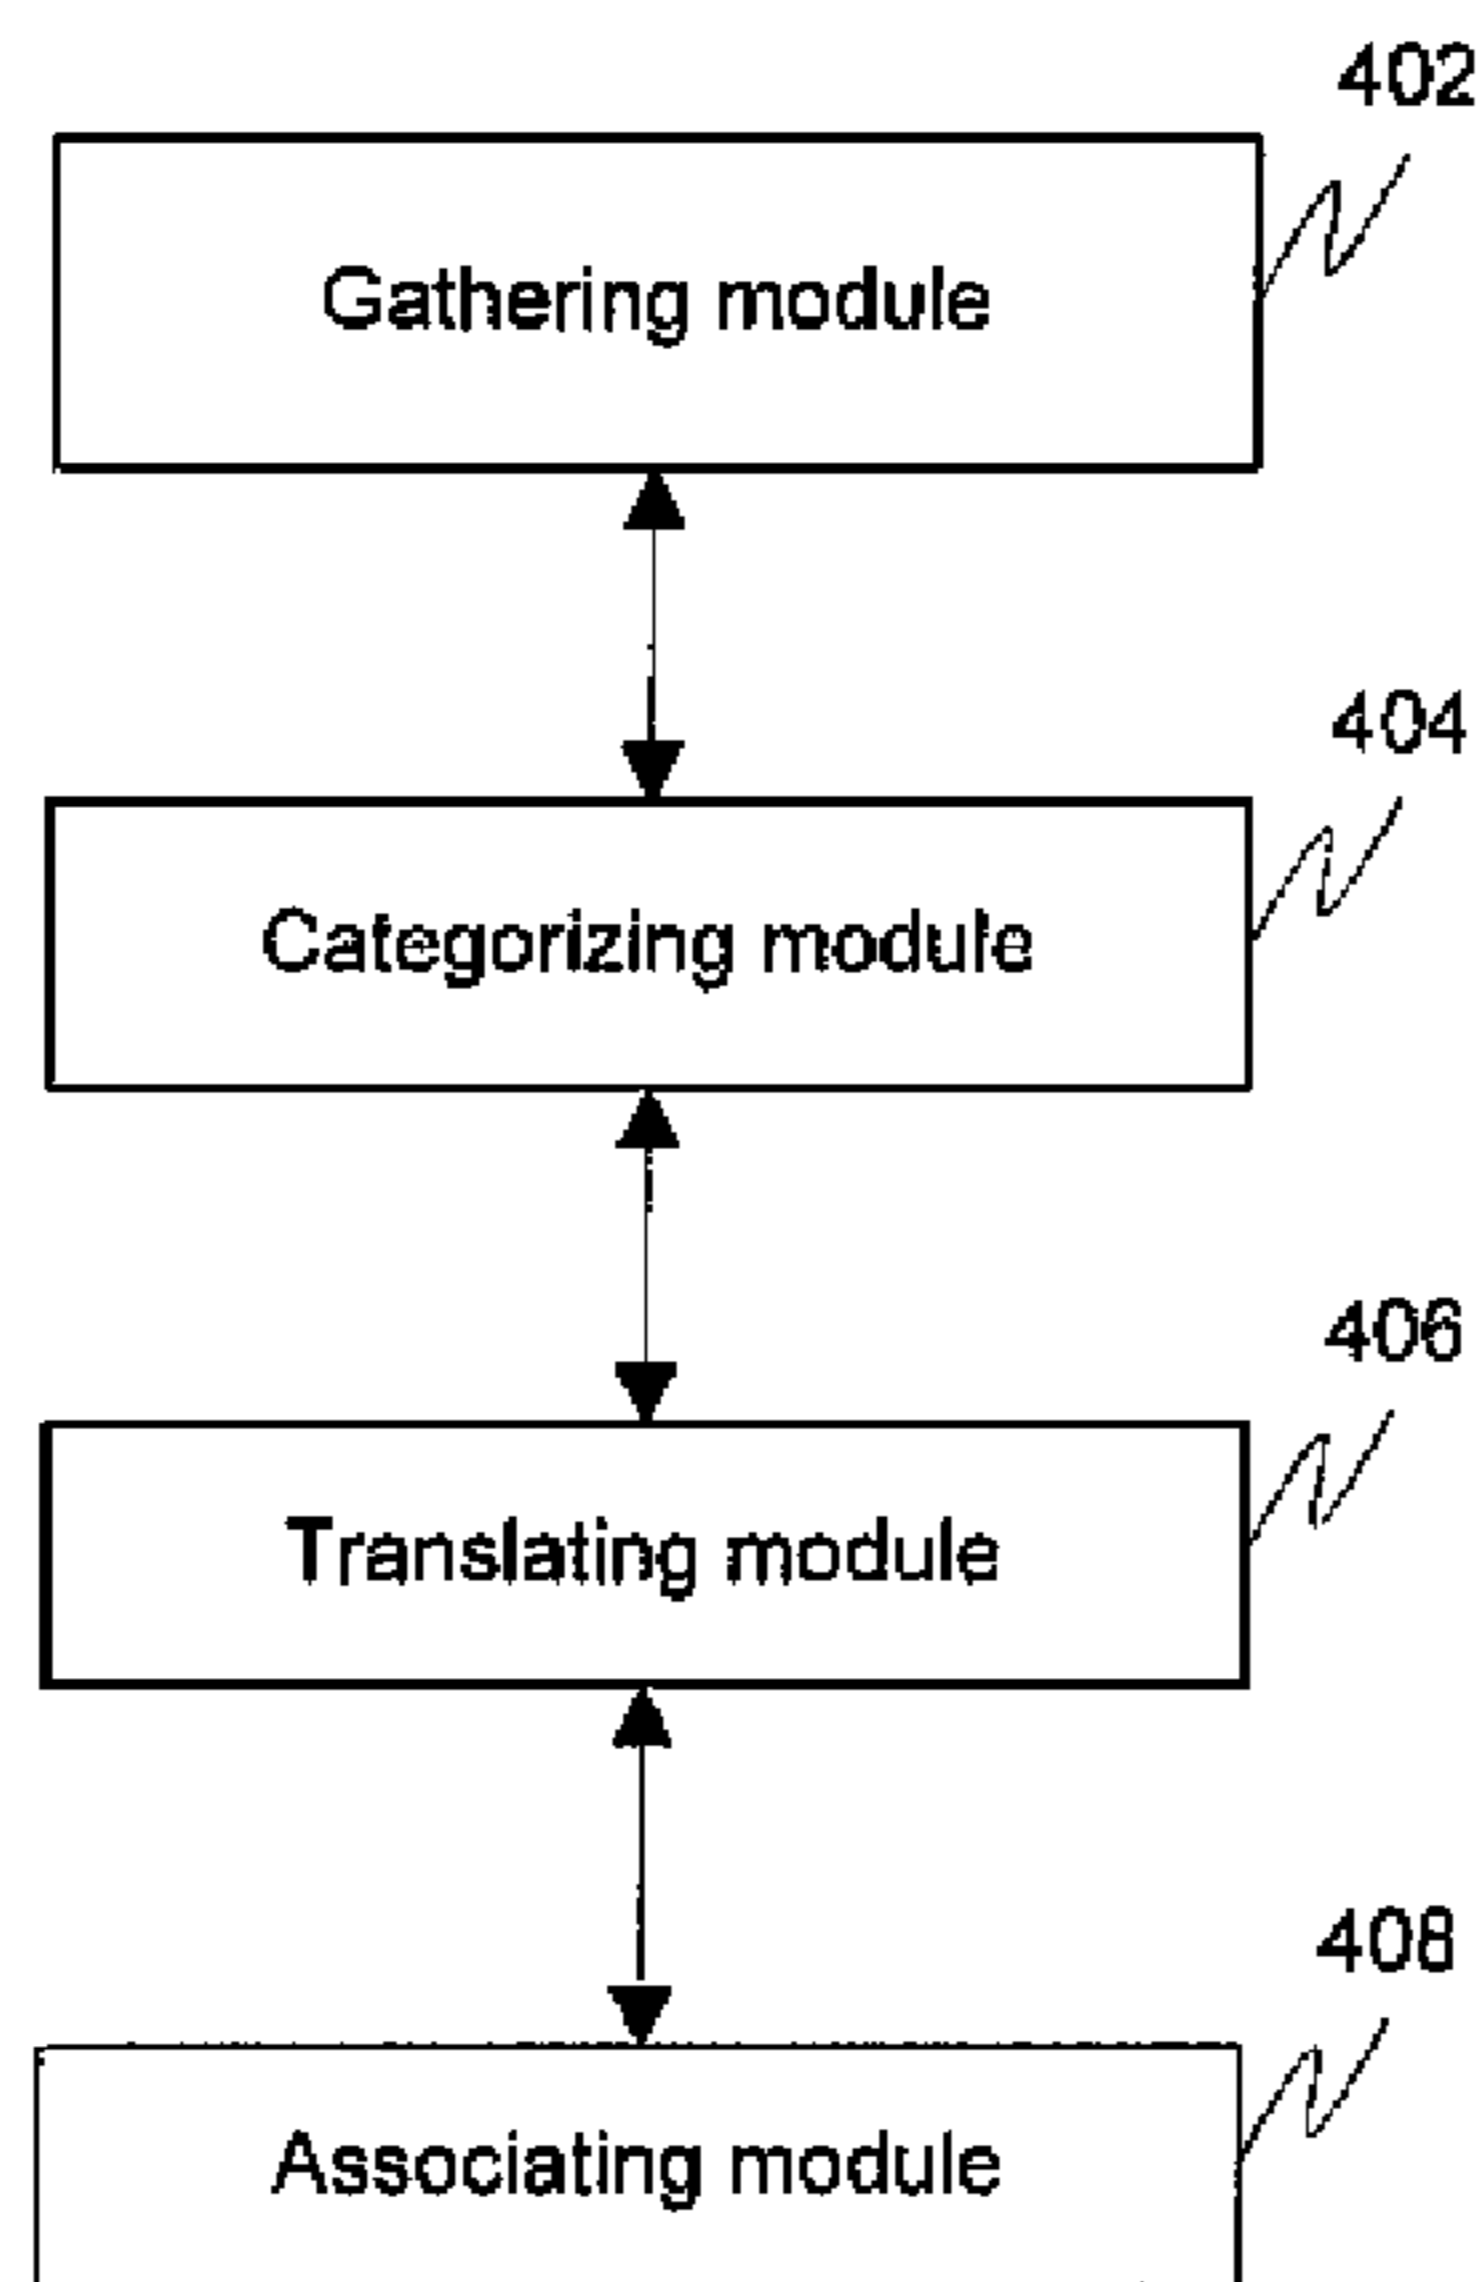 402
Gathering module
404
Categorizing module
406
Translating module
408
Associating module